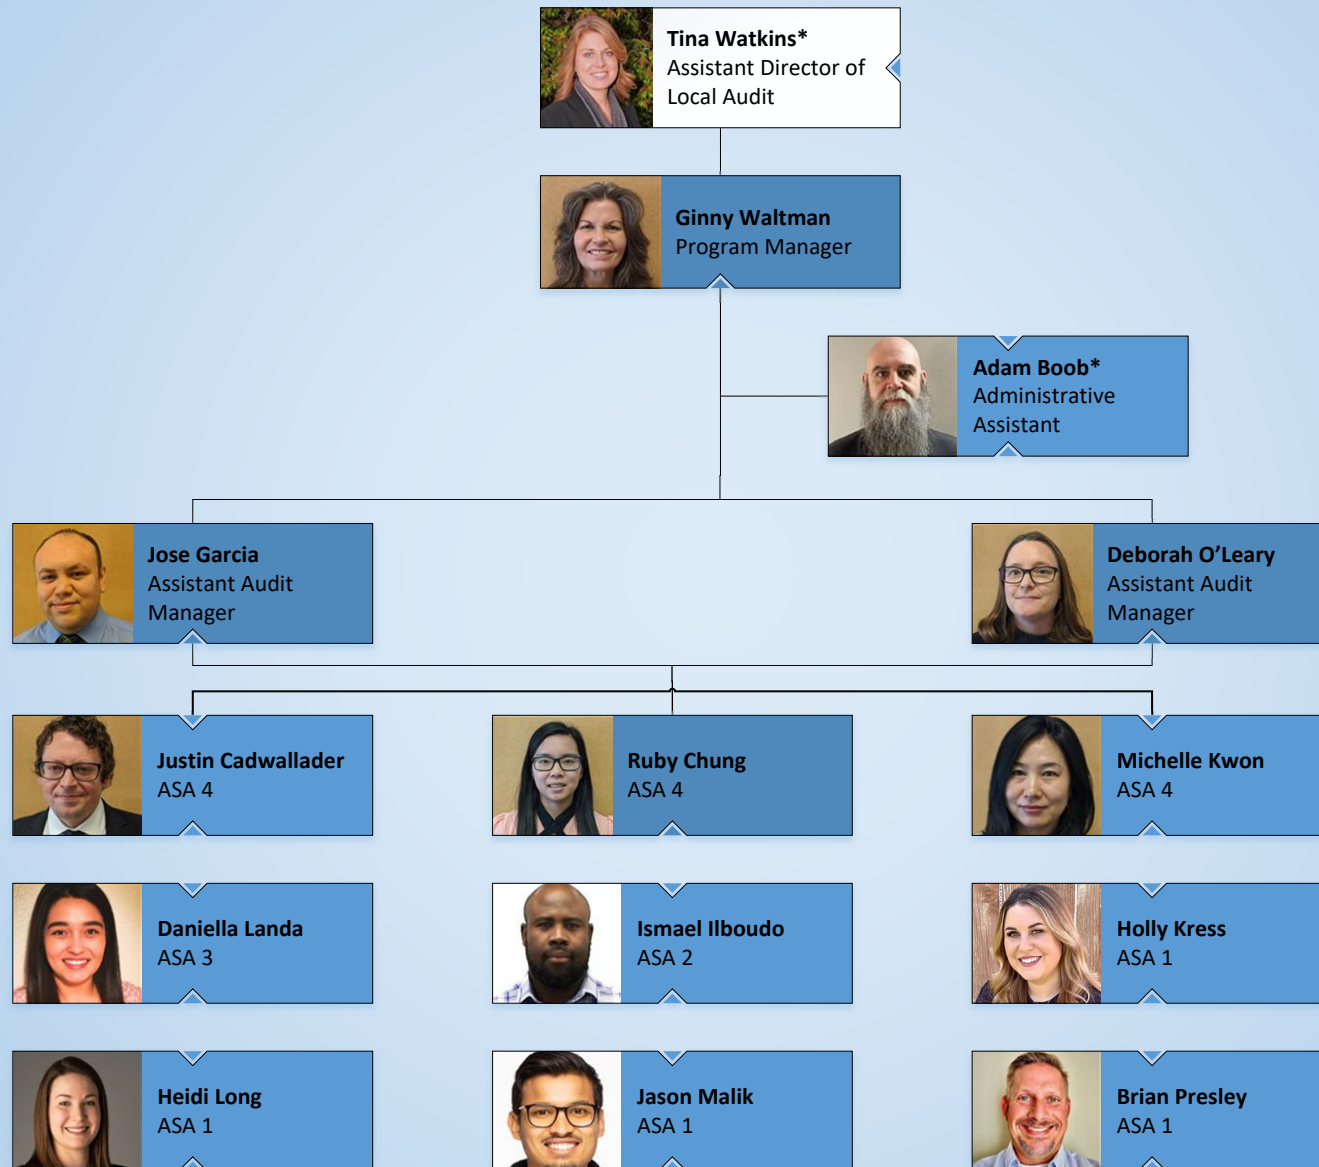 Tina Watkins*
Assistant Director of
Local Audit
Ginny Waltman
Program Manager
Adam Boob*
Administrative
Assistant
Jose Garcia
Assistant Audit
Manager
Deborah O’Leary
Assistant Audit
Manager
Justin Cadwallader
ASA 4
Ruby Chung
ASA 4
Michelle Kwon
ASA 4
Daniella Landa
ASA 3
Ismael Ilboudo
ASA 2
Holly Kress
ASA 1
Heidi Long
ASA 1
Jason Malik
ASA 1
Brian Presley
ASA 1